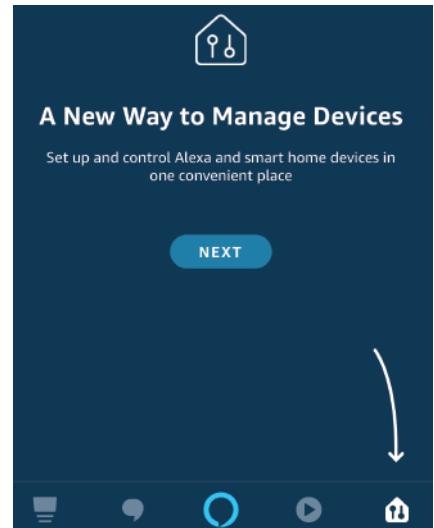 A New Way to Manage Devices
Set up and control Alexa and smart home devices in
one convenient place
NEXT